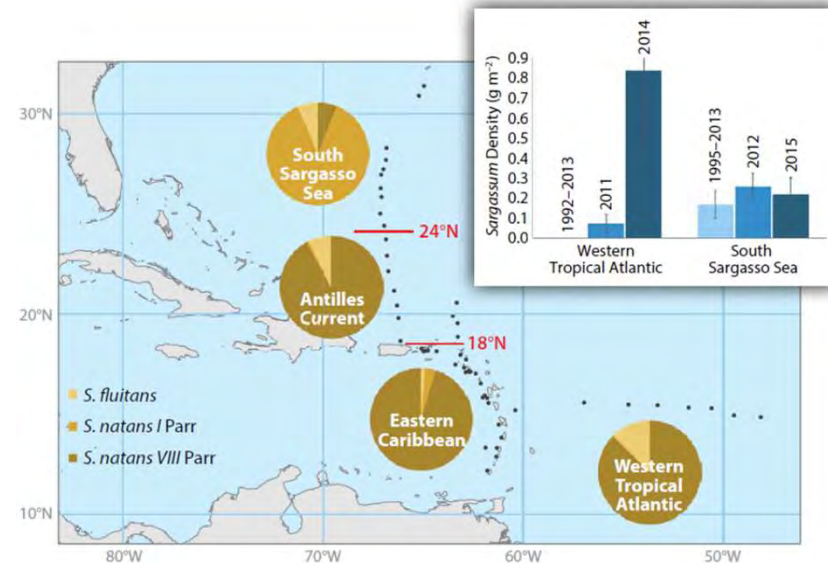 Sargassum Density (g m⁻²)
0.9
0.8
0.7
0.6
0.5
0.4
0.3
0.2
0.1
0.0
1992–2013
2011
2014
1995–2013
2012
2015
Western
Tropical Atlantic
South
Sargasso Sea
30°N
20°N
10°N
South
Sargasso
Sea
24°N
Antilles
Current
18°N
S. fluitans
S. natans I Parr
S. natans VIII Parr
Eastern
Caribbean
Western
Tropical
Atlantic
80°W
70°W
60°W
50°W